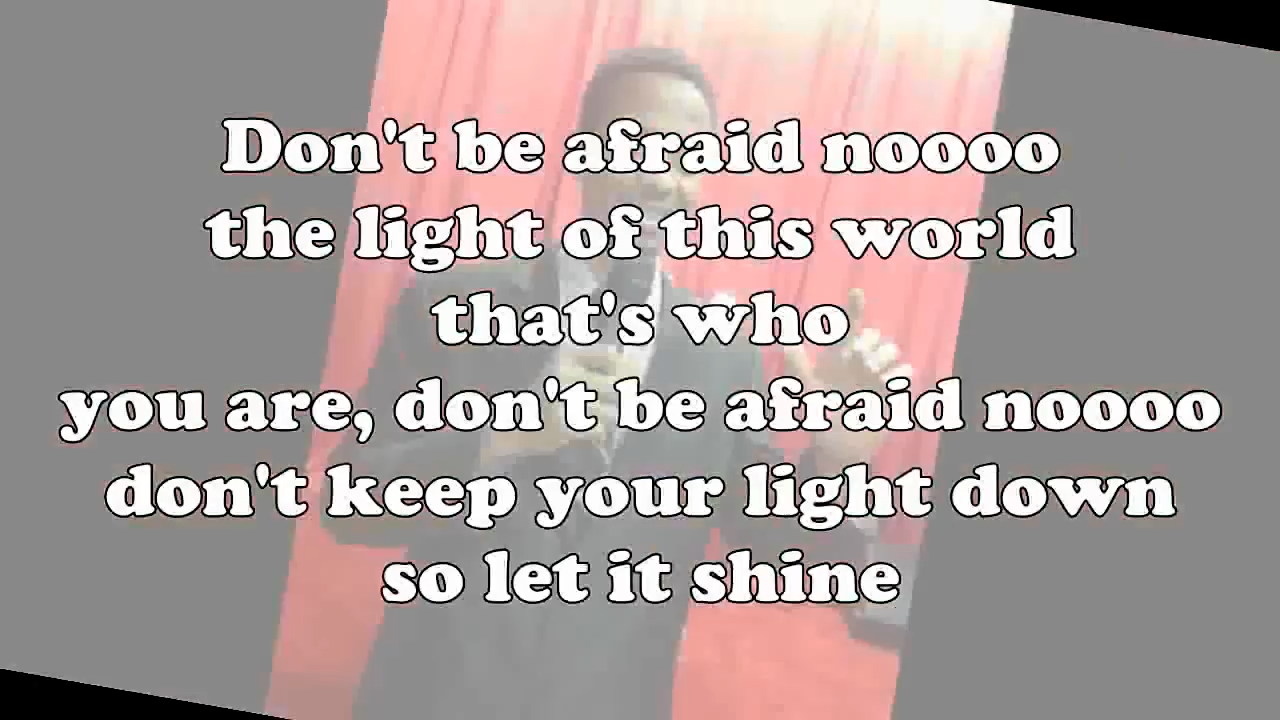 Don't be afraid noooo
the light of this world
that's who
you are, don't be afraid noooo
don't keep your light down
so let it shine